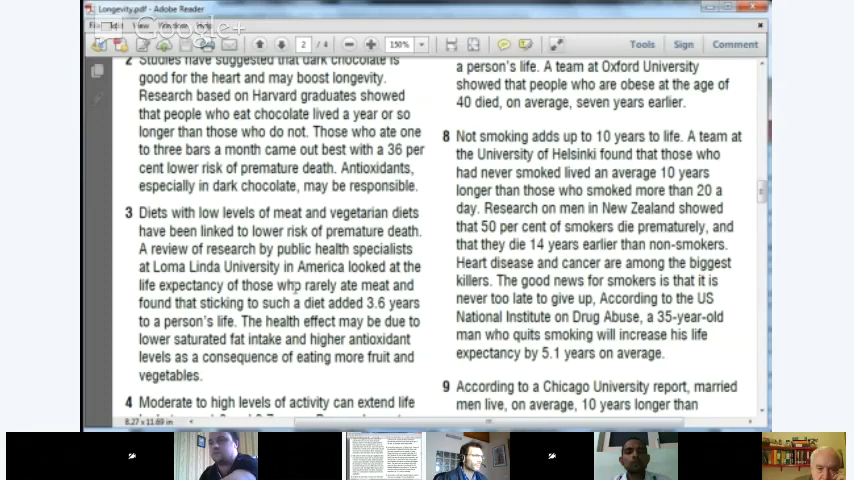 Longevity.pdf - Adobe Reader
File Edit View Window Help
Google+
2 / 4
150%
Tools
Sign
Comment
2 Studies have suggested that dark chocolate is
good for the heart and may boost longevity.
Research based on Harvard graduates showed
that people who eat chocolate lived a year or so
longer than those who do not. Those who ate one
to three bars a month came out best with a 36 per
cent lower risk of premature death. Antioxidants,
especially in dark chocolate, may be responsible.
3 Diets with low levels of meat and vegetarian diets
have been linked to lower risk of premature death.
A review of research by public health specialists
at Loma Linda University in America looked at the
life expectancy of those who rarely ate meat and
found that sticking to such a diet added 3.6 years
to a person's life. The health effect may be due to
lower saturated fat intake and higher antioxidant
levels as a consequence of eating more fruit and
vegetables.
4 Moderate to high levels of activity can extend life
a person's life. A team at Oxford University
showed that people who are obese at the age of
40 died, on average, seven years earlier.
8 Not smoking adds up to 10 years to life. A team at
the University of Helsinki found that those who
had never smoked lived an average 10 years
longer than those who smoked more than 20 a
day. Research on men in New Zealand showed
that 50 per cent of smokers die prematurely, and
that they die 14 years earlier than non-smokers.
Heart disease and cancer are among the biggest
killers. The good news for smokers is that it is
never too late to give up, According to the US
National Institute on Drug Abuse, a 35-year-old
man who quits smoking will increase his life
expectancy by 5.1 years on average.
9 According to a Chicago University report, married
men live, on average, 10 years longer than
8.27 x 11.69 in